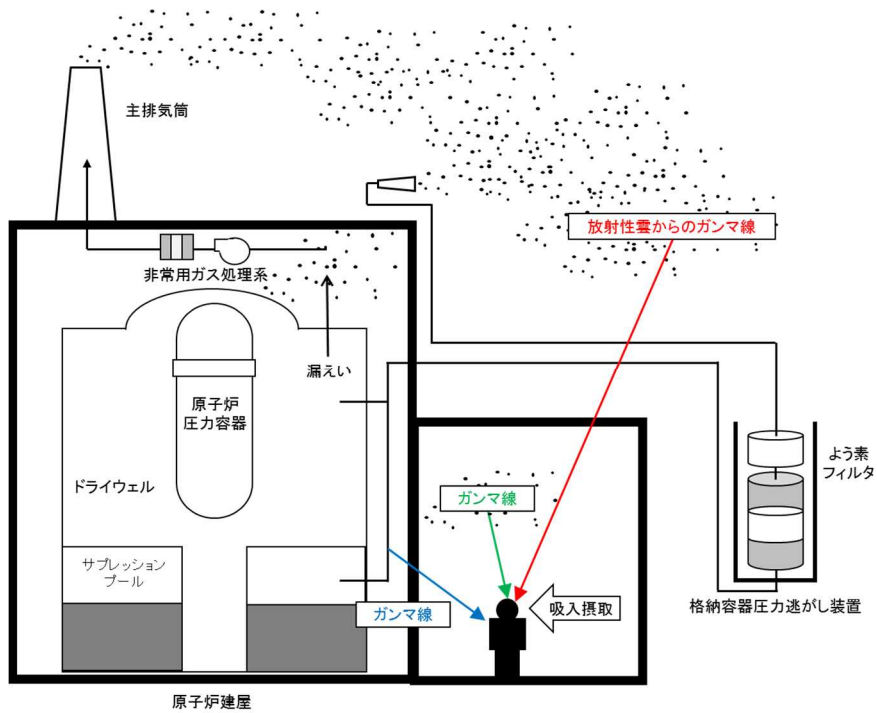 主排気筒
放射性雲からのガンマ線
非常用ガス処理系
漏えい
原子炉
圧力容器
よう素
フィルタ
ドライウェル
ガンマ線
サプレッション
プール
ガンマ線
吸入摂取
格納容器圧力逃がし装置
原子炉建屋